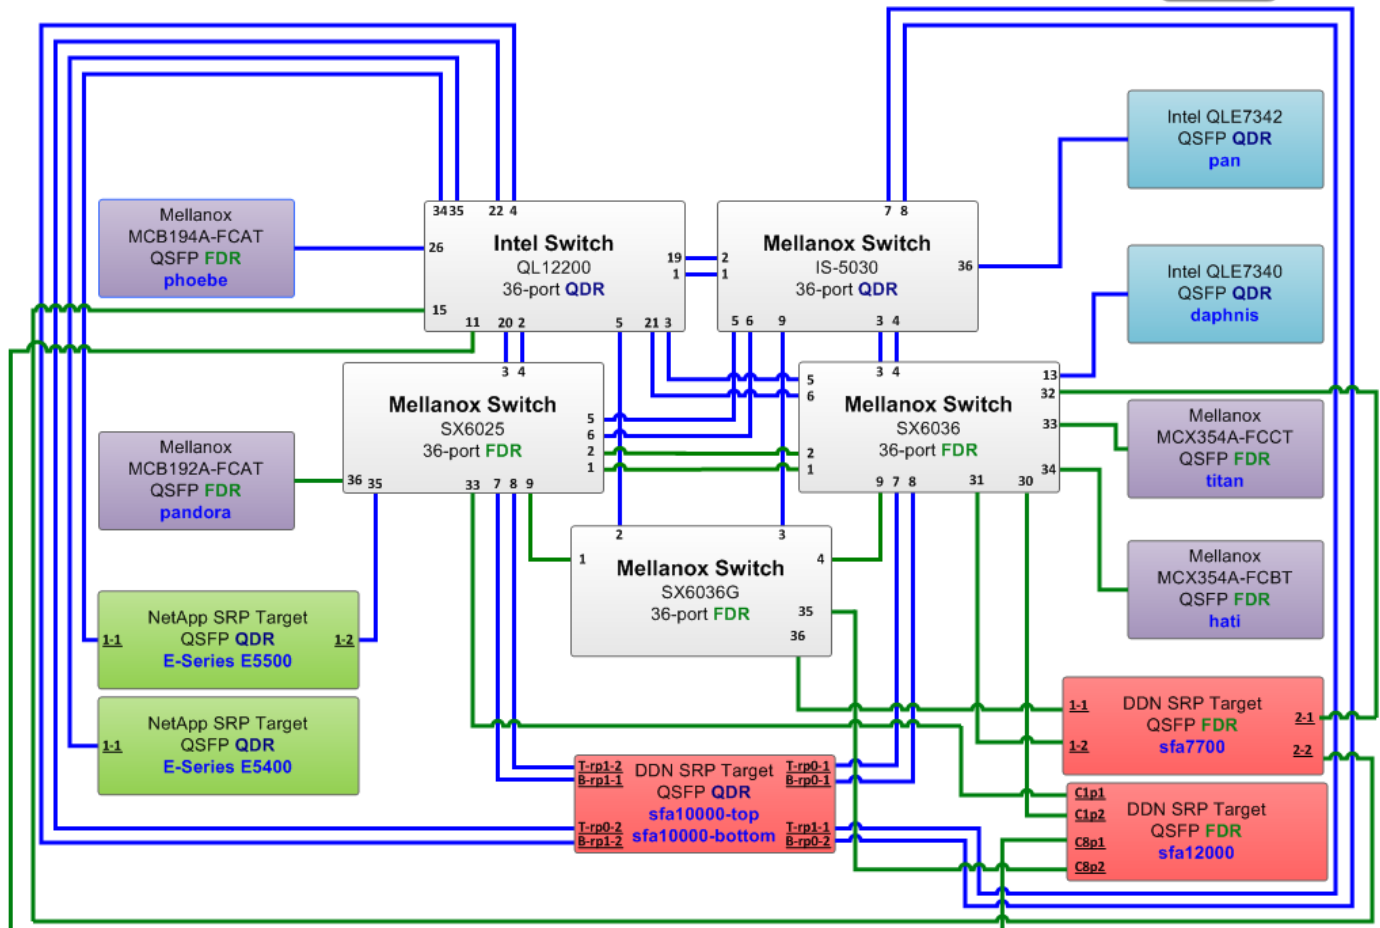 7 8
Intel QLE7342
QSFP QDR
pan
34 35 22 4
Mellanox
MCB194A-FCAT
QSFP FDR
phoebe
26
15
11 20 2 5 21 3
19
1
Intel Switch
QL12200
36-port QDR
2
1
Mellanox Switch
IS-5030
36-port QDR
36
5 6 9 3 4
Intel QLE7340
QSFP QDR
daphnis
3 4
Mellanox Switch
SX6025
36-port FDR
5
6
2
1
36 35 33 7 8 9
3 4
5
6
Mellanox Switch
SX6036
36-port FDR
2
1
13
32
33
34
9 7 8 31 30
Mellanox
MCX354A-FCCT
QSFP FDR
titan
Mellanox
MCB192A-FCAT
QSFP FDR
pandora
2 3
1 4
Mellanox Switch
SX6036G
36-port FDR
35
36
Mellanox
MCX354A-FCBT
QSFP FDR
hati
NetApp SRP Target
QSFP QDR
E-Series E5500
1-1 1-2
NetApp SRP Target
QSFP QDR
E-Series E5400
1-1
DDN SRP Target
QSFP FDR
sfa7700
1-1
1-2
2-1
2-2
T-rp1-2
B-rp1-1
T-rp0-2
B-rp1-2
DDN SRP Target
QSFP QDR
sfa10000-top
sfa10000-bottom
T-rp0-1
B-rp0-1
T-rp1-1
B-rp0-2
C1p1
C1p2
C8p1
C8p2
DDN SRP Target
QSFP FDR
sfa12000